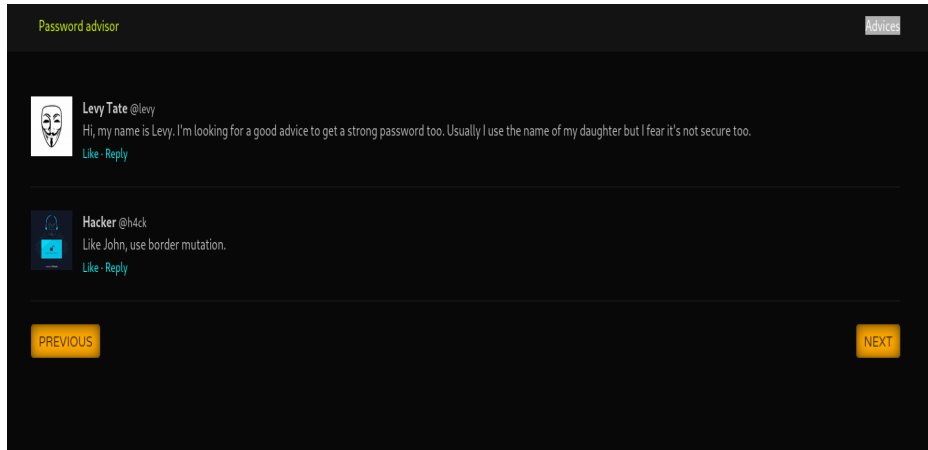 Password advisor
Advices
Levy Tate @levy
Hi, my name is Levy. I'm looking for a good advice to get a strong password too. Usually I use the name of my daughter but I fear it's not secure too.
Like · Reply
Hacker @h4ck
Like John, use border mutation.
Like · Reply
PREVIOUS
NEXT